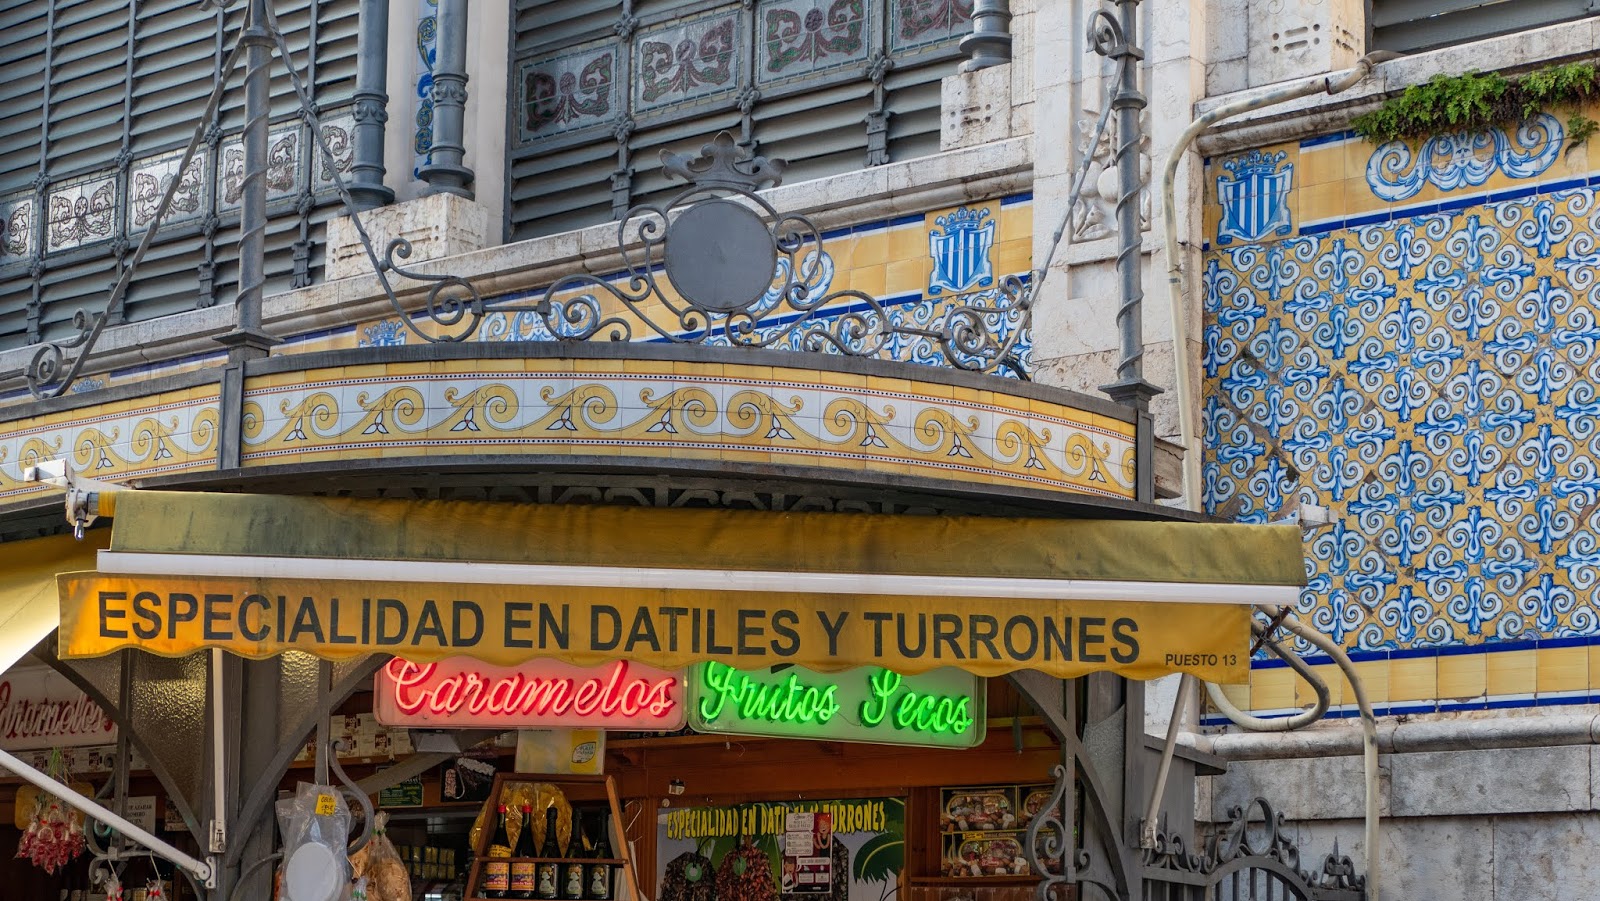 ESPECIALIDAD EN DATILES Y TURRONES
PUESTO 13
Caramelos
Frutos Secos
ESPECIALIDAD EN DATILES Y TURRONES